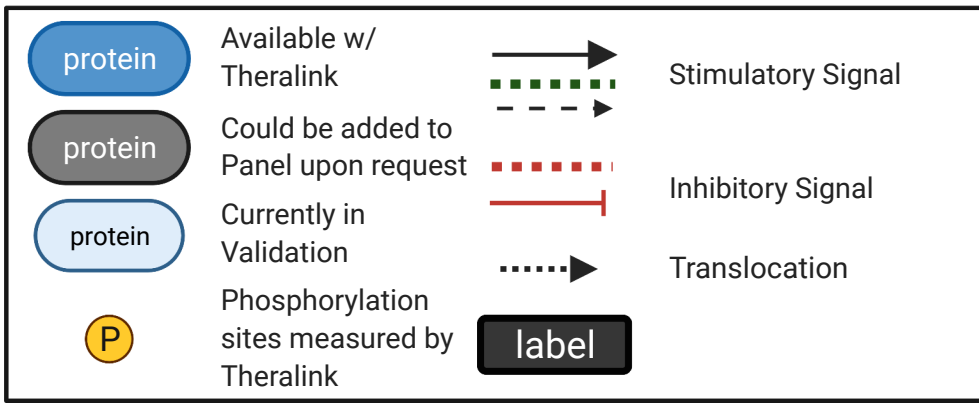 protein
Available w/
Theralink
protein
Could be added to
Panel upon request
protein
Currently in
Validation
P
Phosphorylation
sites measured by
Theralink
Stimulatory Signal
Inhibitory Signal
Translocation
label